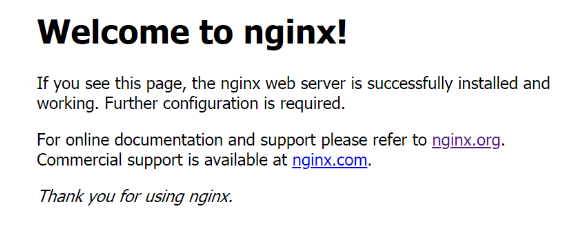 Welcome to nginx!
If you see this page, the nginx web server is successfully installed and
working. Further configuration is required.
For online documentation and support please refer to nginx.org.
Commercial support is available at nginx.com.
Thank you for using nginx.